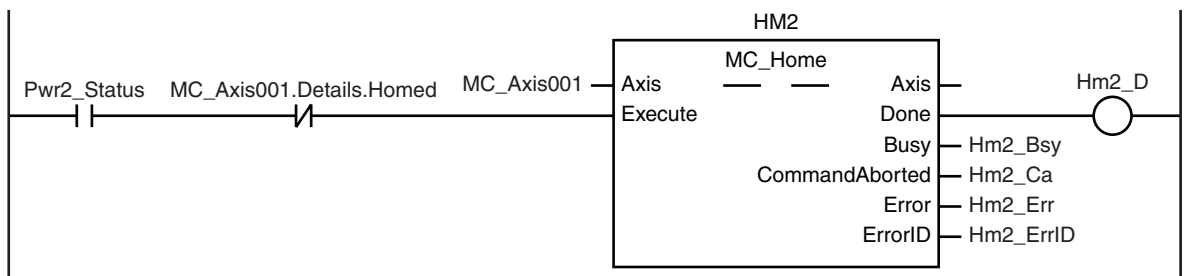 HM2
MC_Home
Pwr2_Status MC_Axis001.Details.Homed MC_Axis001 Axis Axis Hm2_D
Execute Done
Busy Hm2_Bsy
CommandAborted Hm2_Ca
Error Hm2_Err
ErrorID Hm2_ErrID